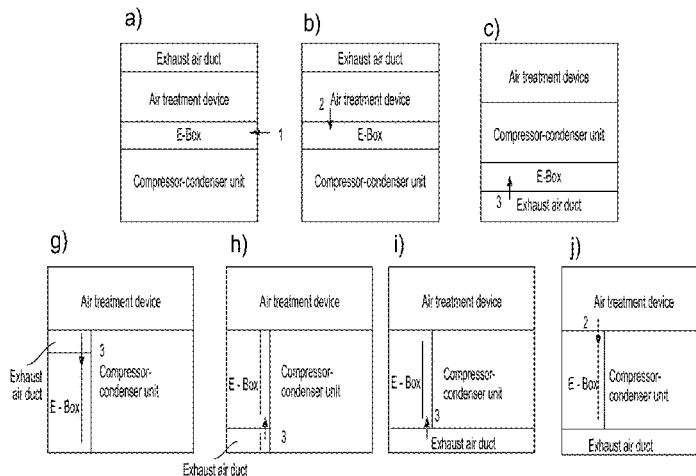 a)
Exhaust air duct
Air treatment device
E-Box
1
Compressor-condenser unit
b)
Exhaust air duct
2
Air treatment device
E-Box
Compressor-condenser unit
c)
Air treatment device
Compressor-condenser unit
E-Box
3
Exhaust air duct
g)
Air treatment device
3
Exhaust
air duct
Compressor-
condenser unit
E - Box
h)
Air treatment device
E - Box
Compressor-
condenser unit
3
Exhaust air duct
i)
Air treatment device
E - Box
Compressor-
condenser unit
3
Exhaust air duct
j)
Air treatment device
2
E - Box
Compressor-
condenser unit
Exhaust air duct